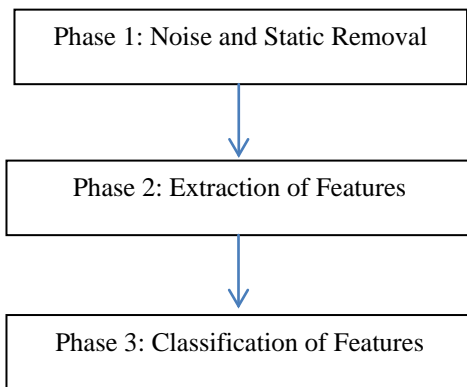 Phase 1: Noise and Static Removal
Phase 2: Extraction of Features
Phase 3: Classification of Features